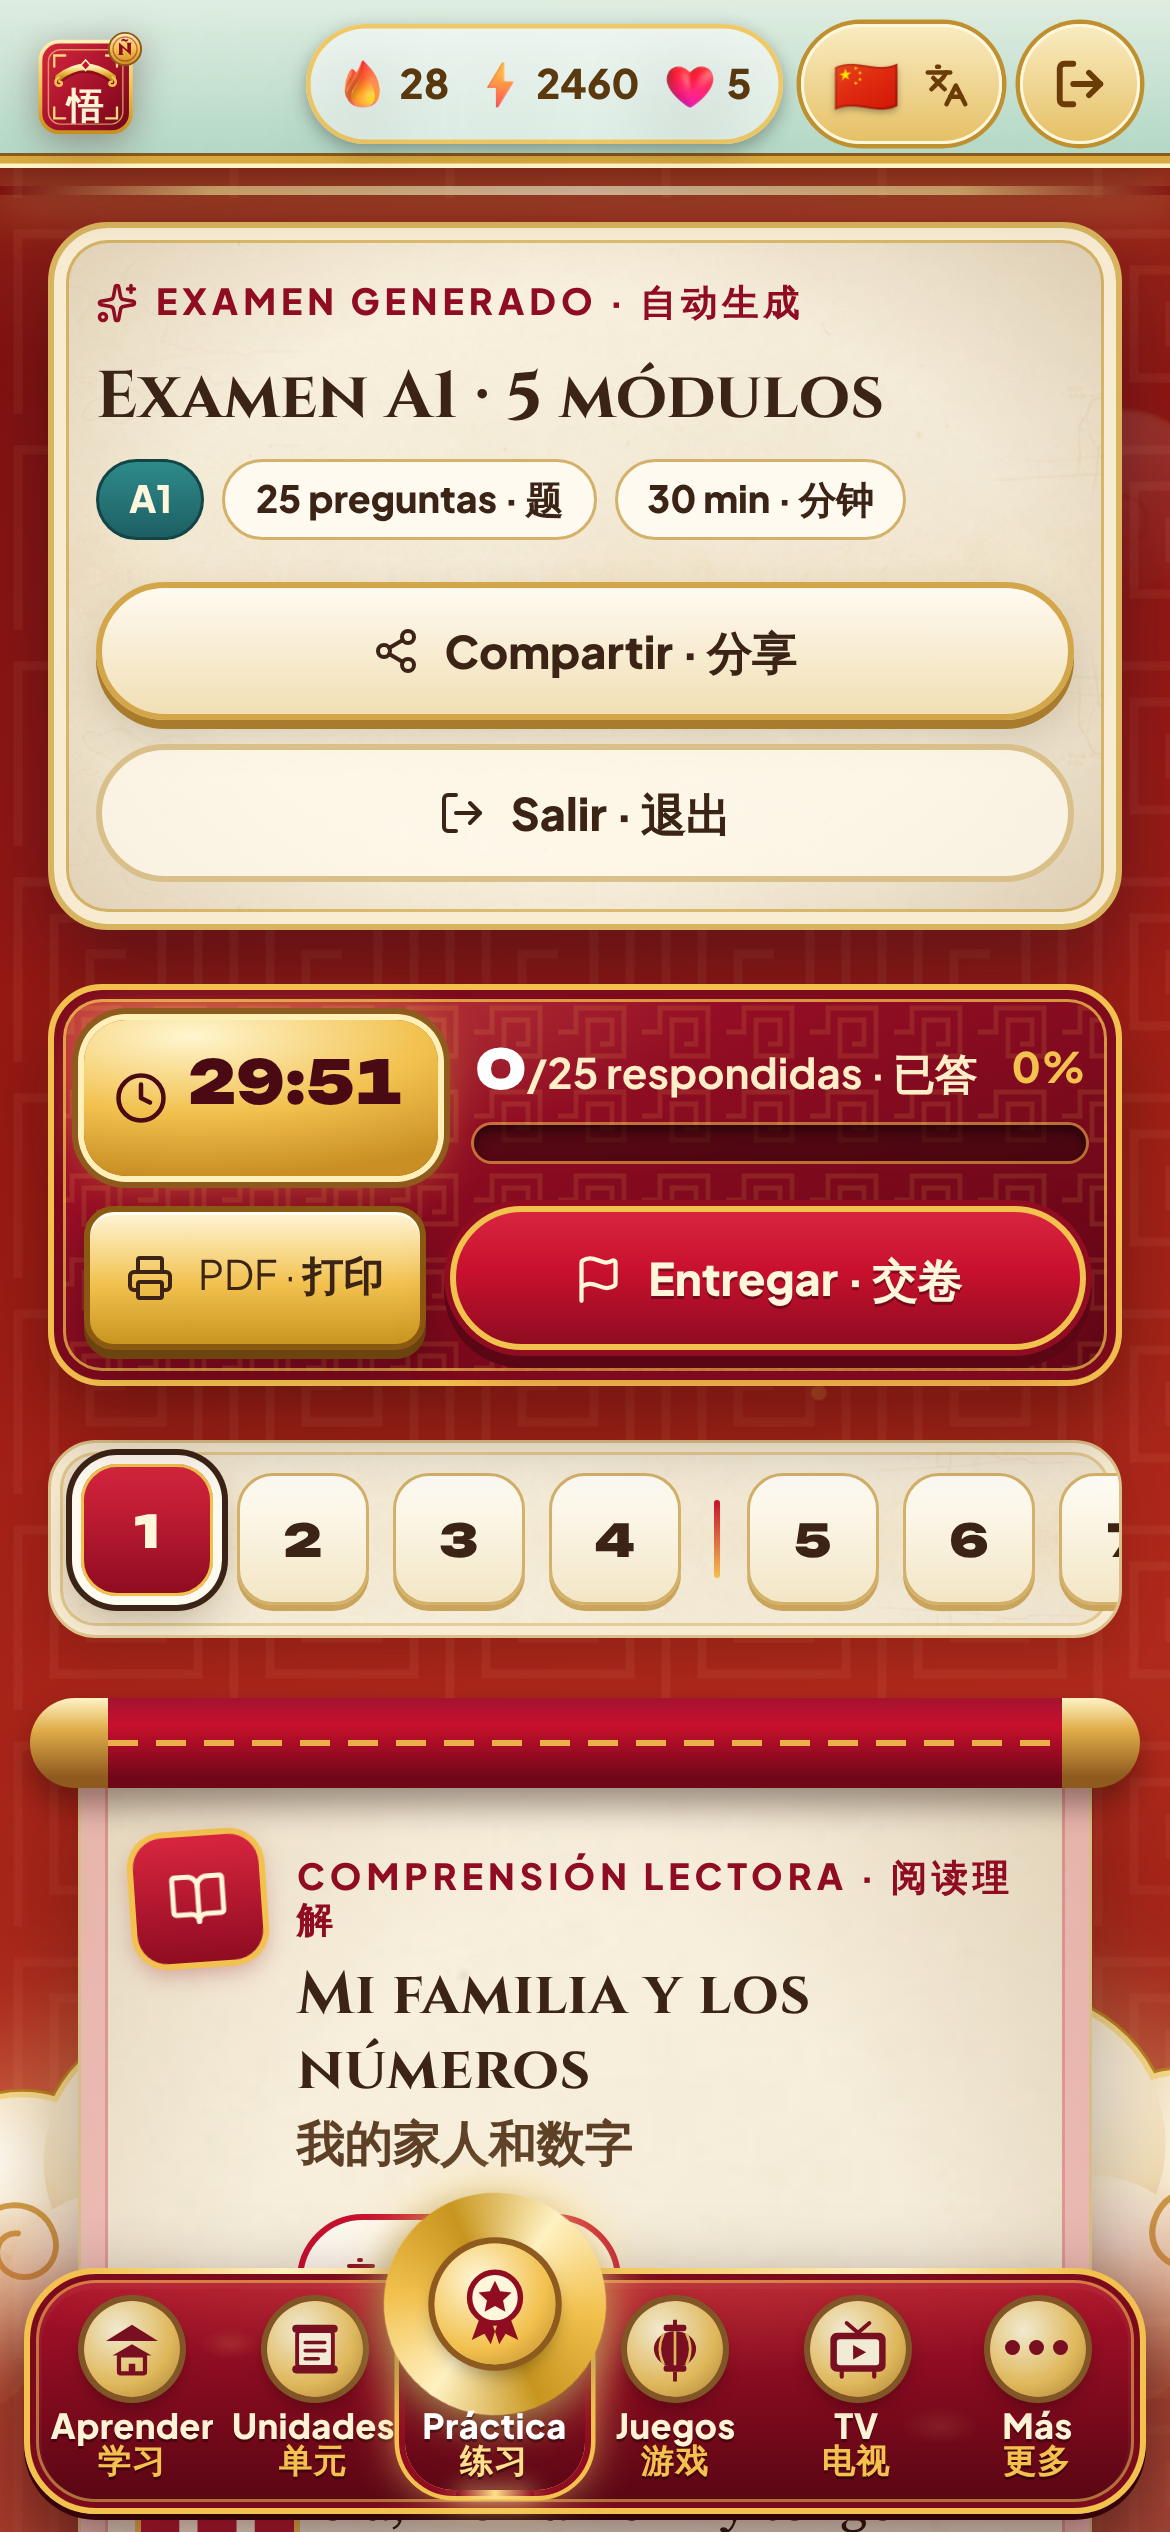 悟 Ñ
28 2460 5
EXAMEN GENERADO · 自动生成
EXAMEN A1 · 5 MÓDULOS
A1 25 preguntas · 题 30 min · 分钟
Compartir · 分享
Salir · 退出
29:51
0/25 respondidas · 已答 0%
PDF · 打印
Entregar · 交卷
1 2 3 4 5 6 7
COMPRENSIÓN LECTORA · 阅读理
解
MI FAMILIA Y LOS
NÚMEROS
我的家人和数字
Aprender Unidades Práctica Juegos TV Más
学习 单元 练习 游戏 电视 更多